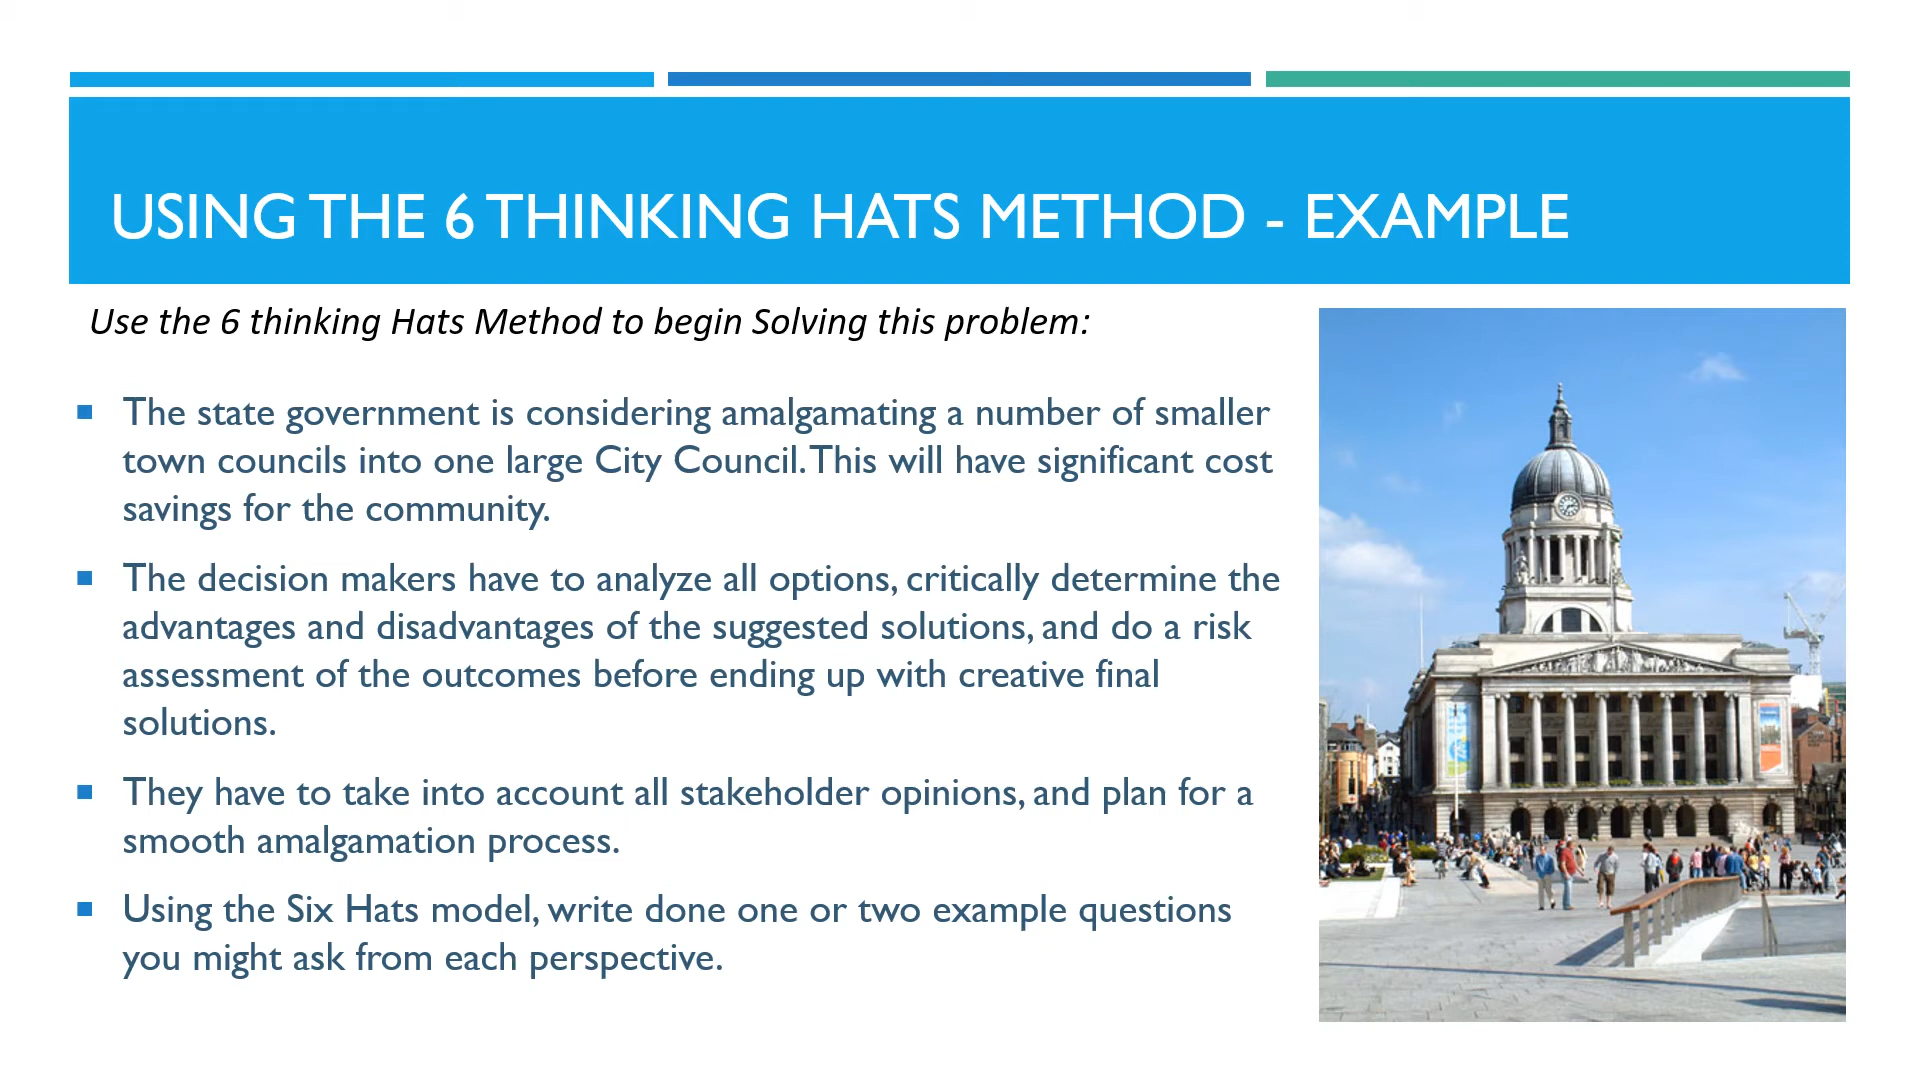 USING THE 6 THINKING HATS METHOD - EXAMPLE
Use the 6 thinking Hats Method to begin Solving this problem:
The state government is considering amalgamating a number of smaller
town councils into one large City Council. This will have significant cost
savings for the community.
The decision makers have to analyze all options, critically determine the
advantages and disadvantages of the suggested solutions, and do a risk
assessment of the outcomes before ending up with creative final
solutions.
They have to take into account all stakeholder opinions, and plan for a
smooth amalgamation process.
Using the Six Hats model, write done one or two example questions
you might ask from each perspective.